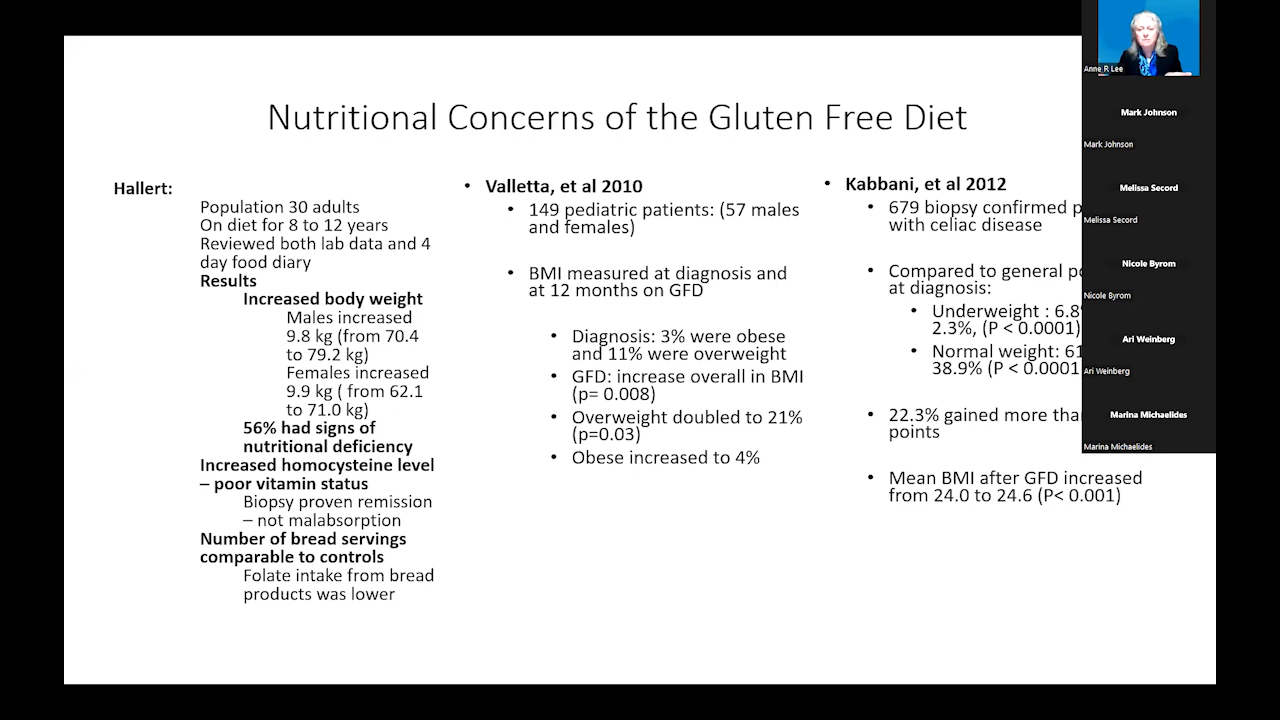 Nutritional Concerns of the Gluten Free Diet
Hallert:
Population 30 adults
On diet for 8 to 12 years
Reviewed both lab data and 4
day food diary
Results
Increased body weight
Males increased
9.8 kg (from 70.4
to 79.2 kg)
Females increased
9.9 kg ( from 62.1
to 71.0 kg)
56% had signs of
nutritional deficiency
Increased homocysteine level
– poor vitamin status
Biopsy proven remission
– not malabsorption
Number of bread servings
comparable to controls
Folate intake from bread
products was lower
• Valletta, et al 2010
• 149 pediatric patients: (57 males
and females)
• BMI measured at diagnosis and
at 12 months on GFD
• Diagnosis: 3% were obese
and 11% were overweight
• GFD: increase overall in BMI
(p= 0.008)
• Overweight doubled to 21%
(p=0.03)
• Obese increased to 4%
• Kabbani, et al 2012
• 679 biopsy confirmed
with celiac disease
• Compared to general
at diagnosis:
• Underweight : 6.8
2.3%, (P < 0.0001)
• Normal weight: 61
38.9% (P < 0.0001
• 22.3% gained more
points
• Mean BMI after GFD increased
from 24.0 to 24.6 (P< 0.001)
Anne R Lee
Mark Johnson
Mark Johnson
Melissa Secord
Melissa Secord
Nicole Byrom
Nicole Byrom
Ari Weinberg
Ari Weinberg
Marina Michaelides
Marina Michaelides